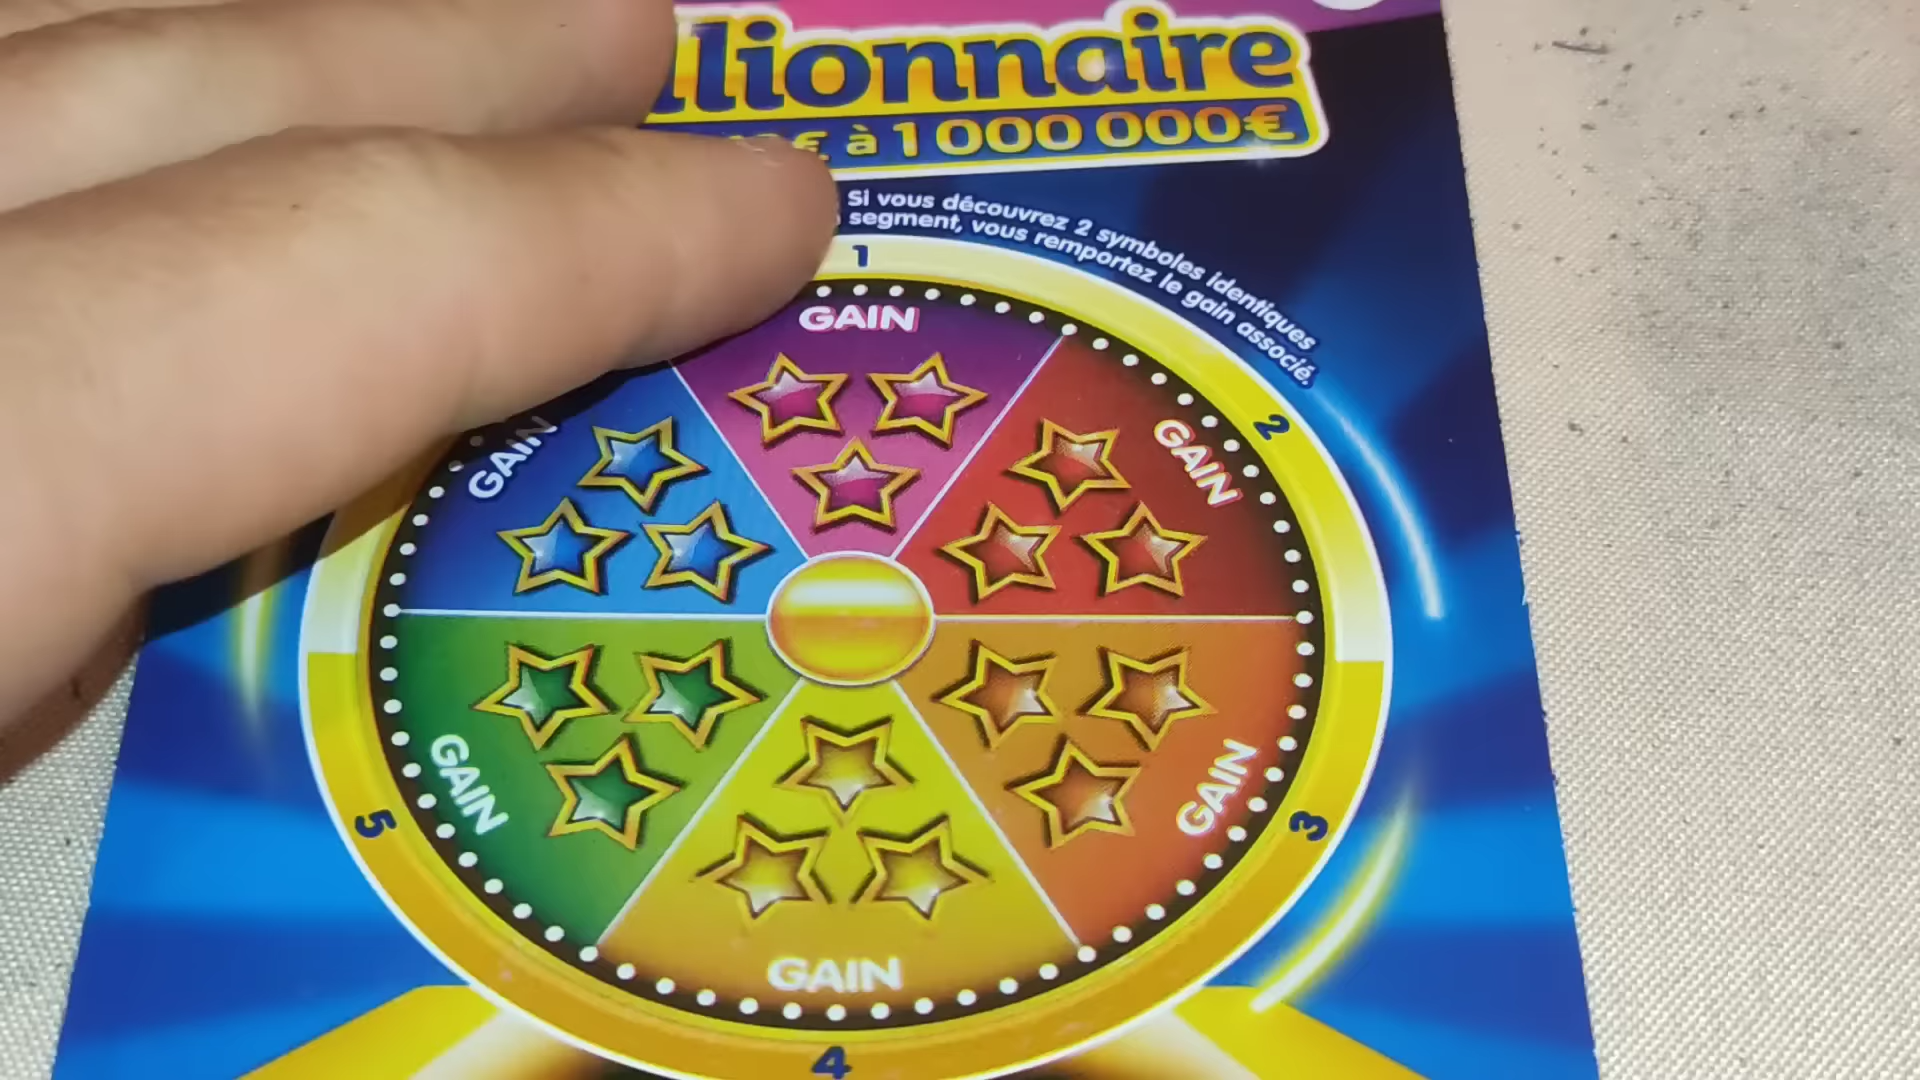 llionnaire
€ à 1 000 000€
Si vous découvrez 2 symboles identiques
segment, vous remportez le gain associé.
1
GAIN
2
GAIN
GAIN
GAIN
GAIN
3
5
GAIN
4